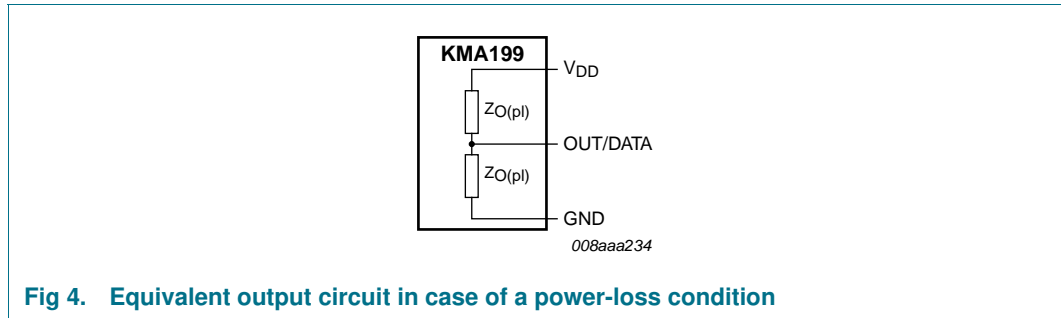 KMA199
VDD
ZO(pl)
OUT/DATA
ZO(pl)
GND
008aaa234
Fig 4. Equivalent output circuit in case of a power-loss condition